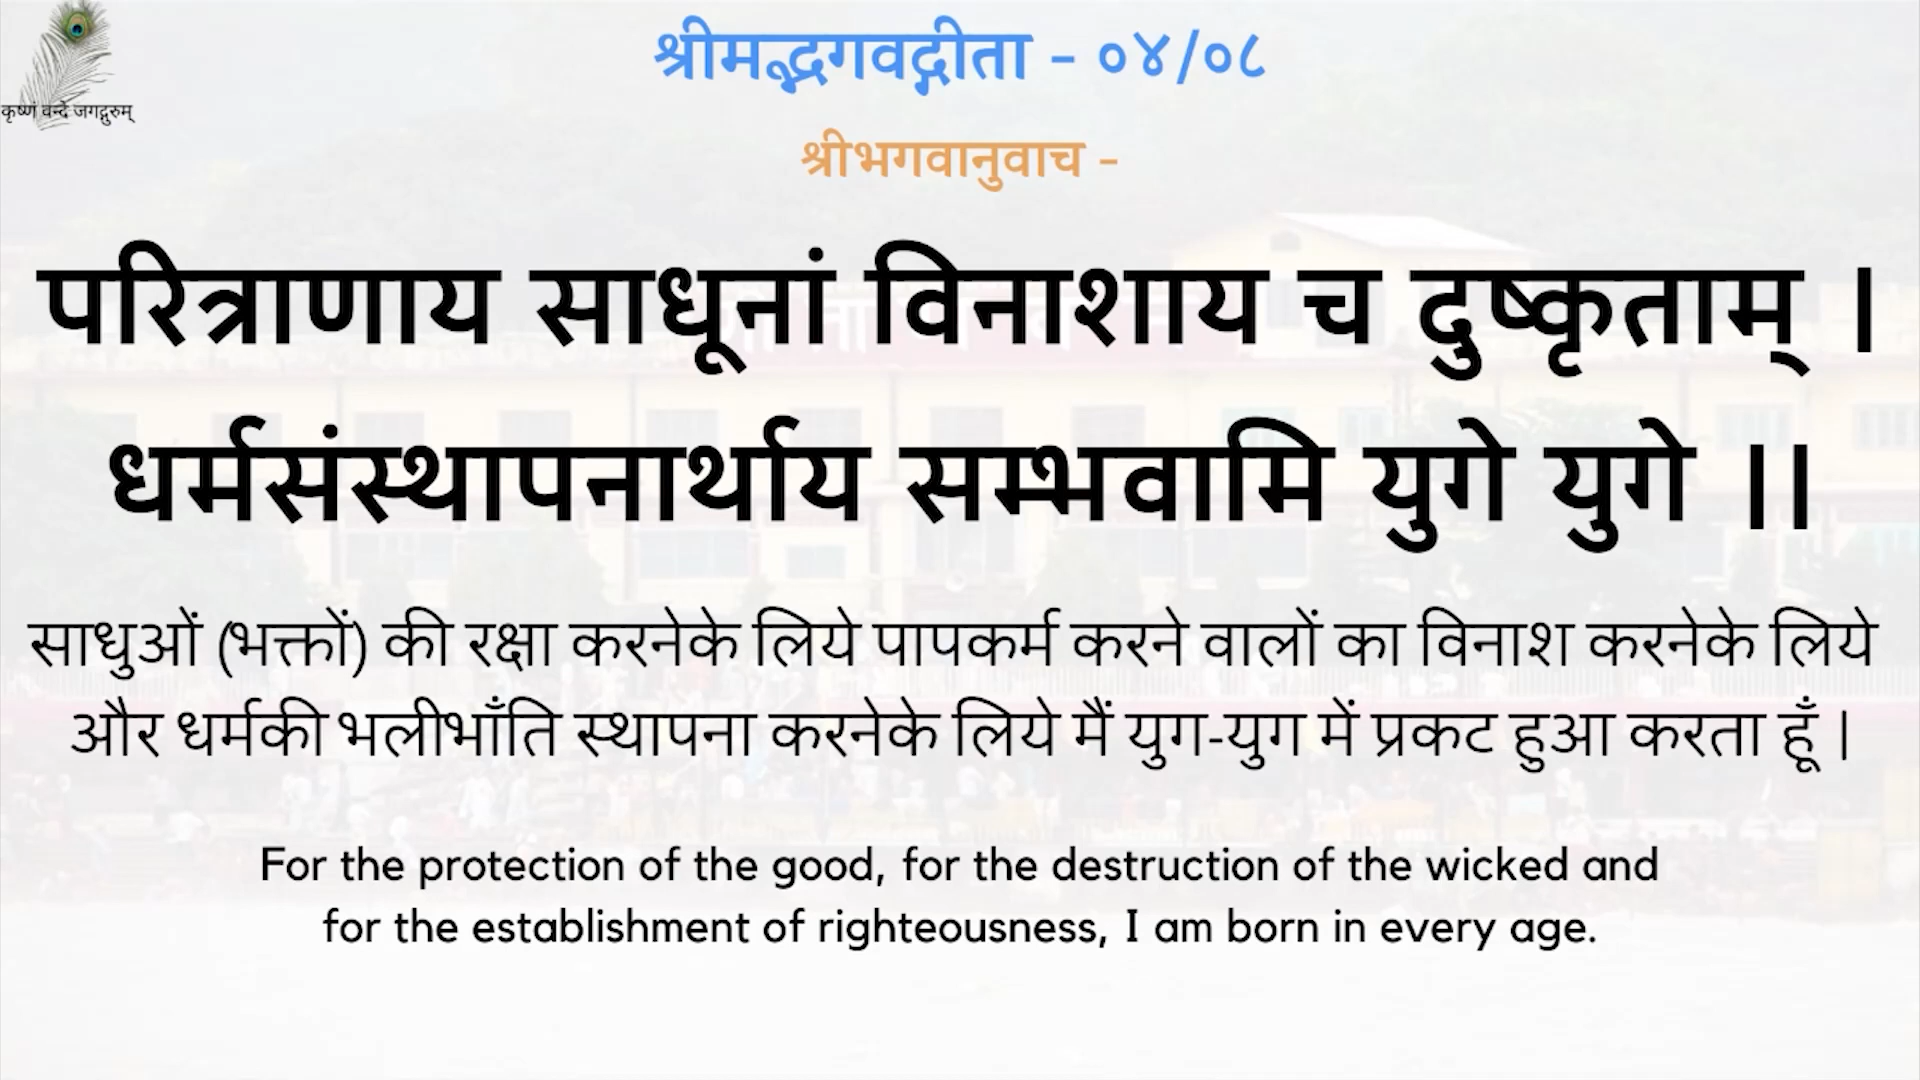 श्रीमद्भगवद्गीता - ०४/०८
कृष्णं वन्दे जगद्गुरुम्
श्रीभगवानुवाच -
परित्राणाय साधूनां विनाशाय च दुष्कृताम् |
धर्मसंस्थापनार्थाय सम्भवामि युगे युगे ||
साधुओं (भक्तों) की रक्षा करनेके लिये पापकर्म करने वालों का विनाश करनेके लिये
और धर्मकी भलीभाँति स्थापना करनेके लिये मैं युग-युग में प्रकट हुआ करता हूँ |
For the protection of the good, for the destruction of the wicked and
for the establishment of righteousness, I am born in every age.